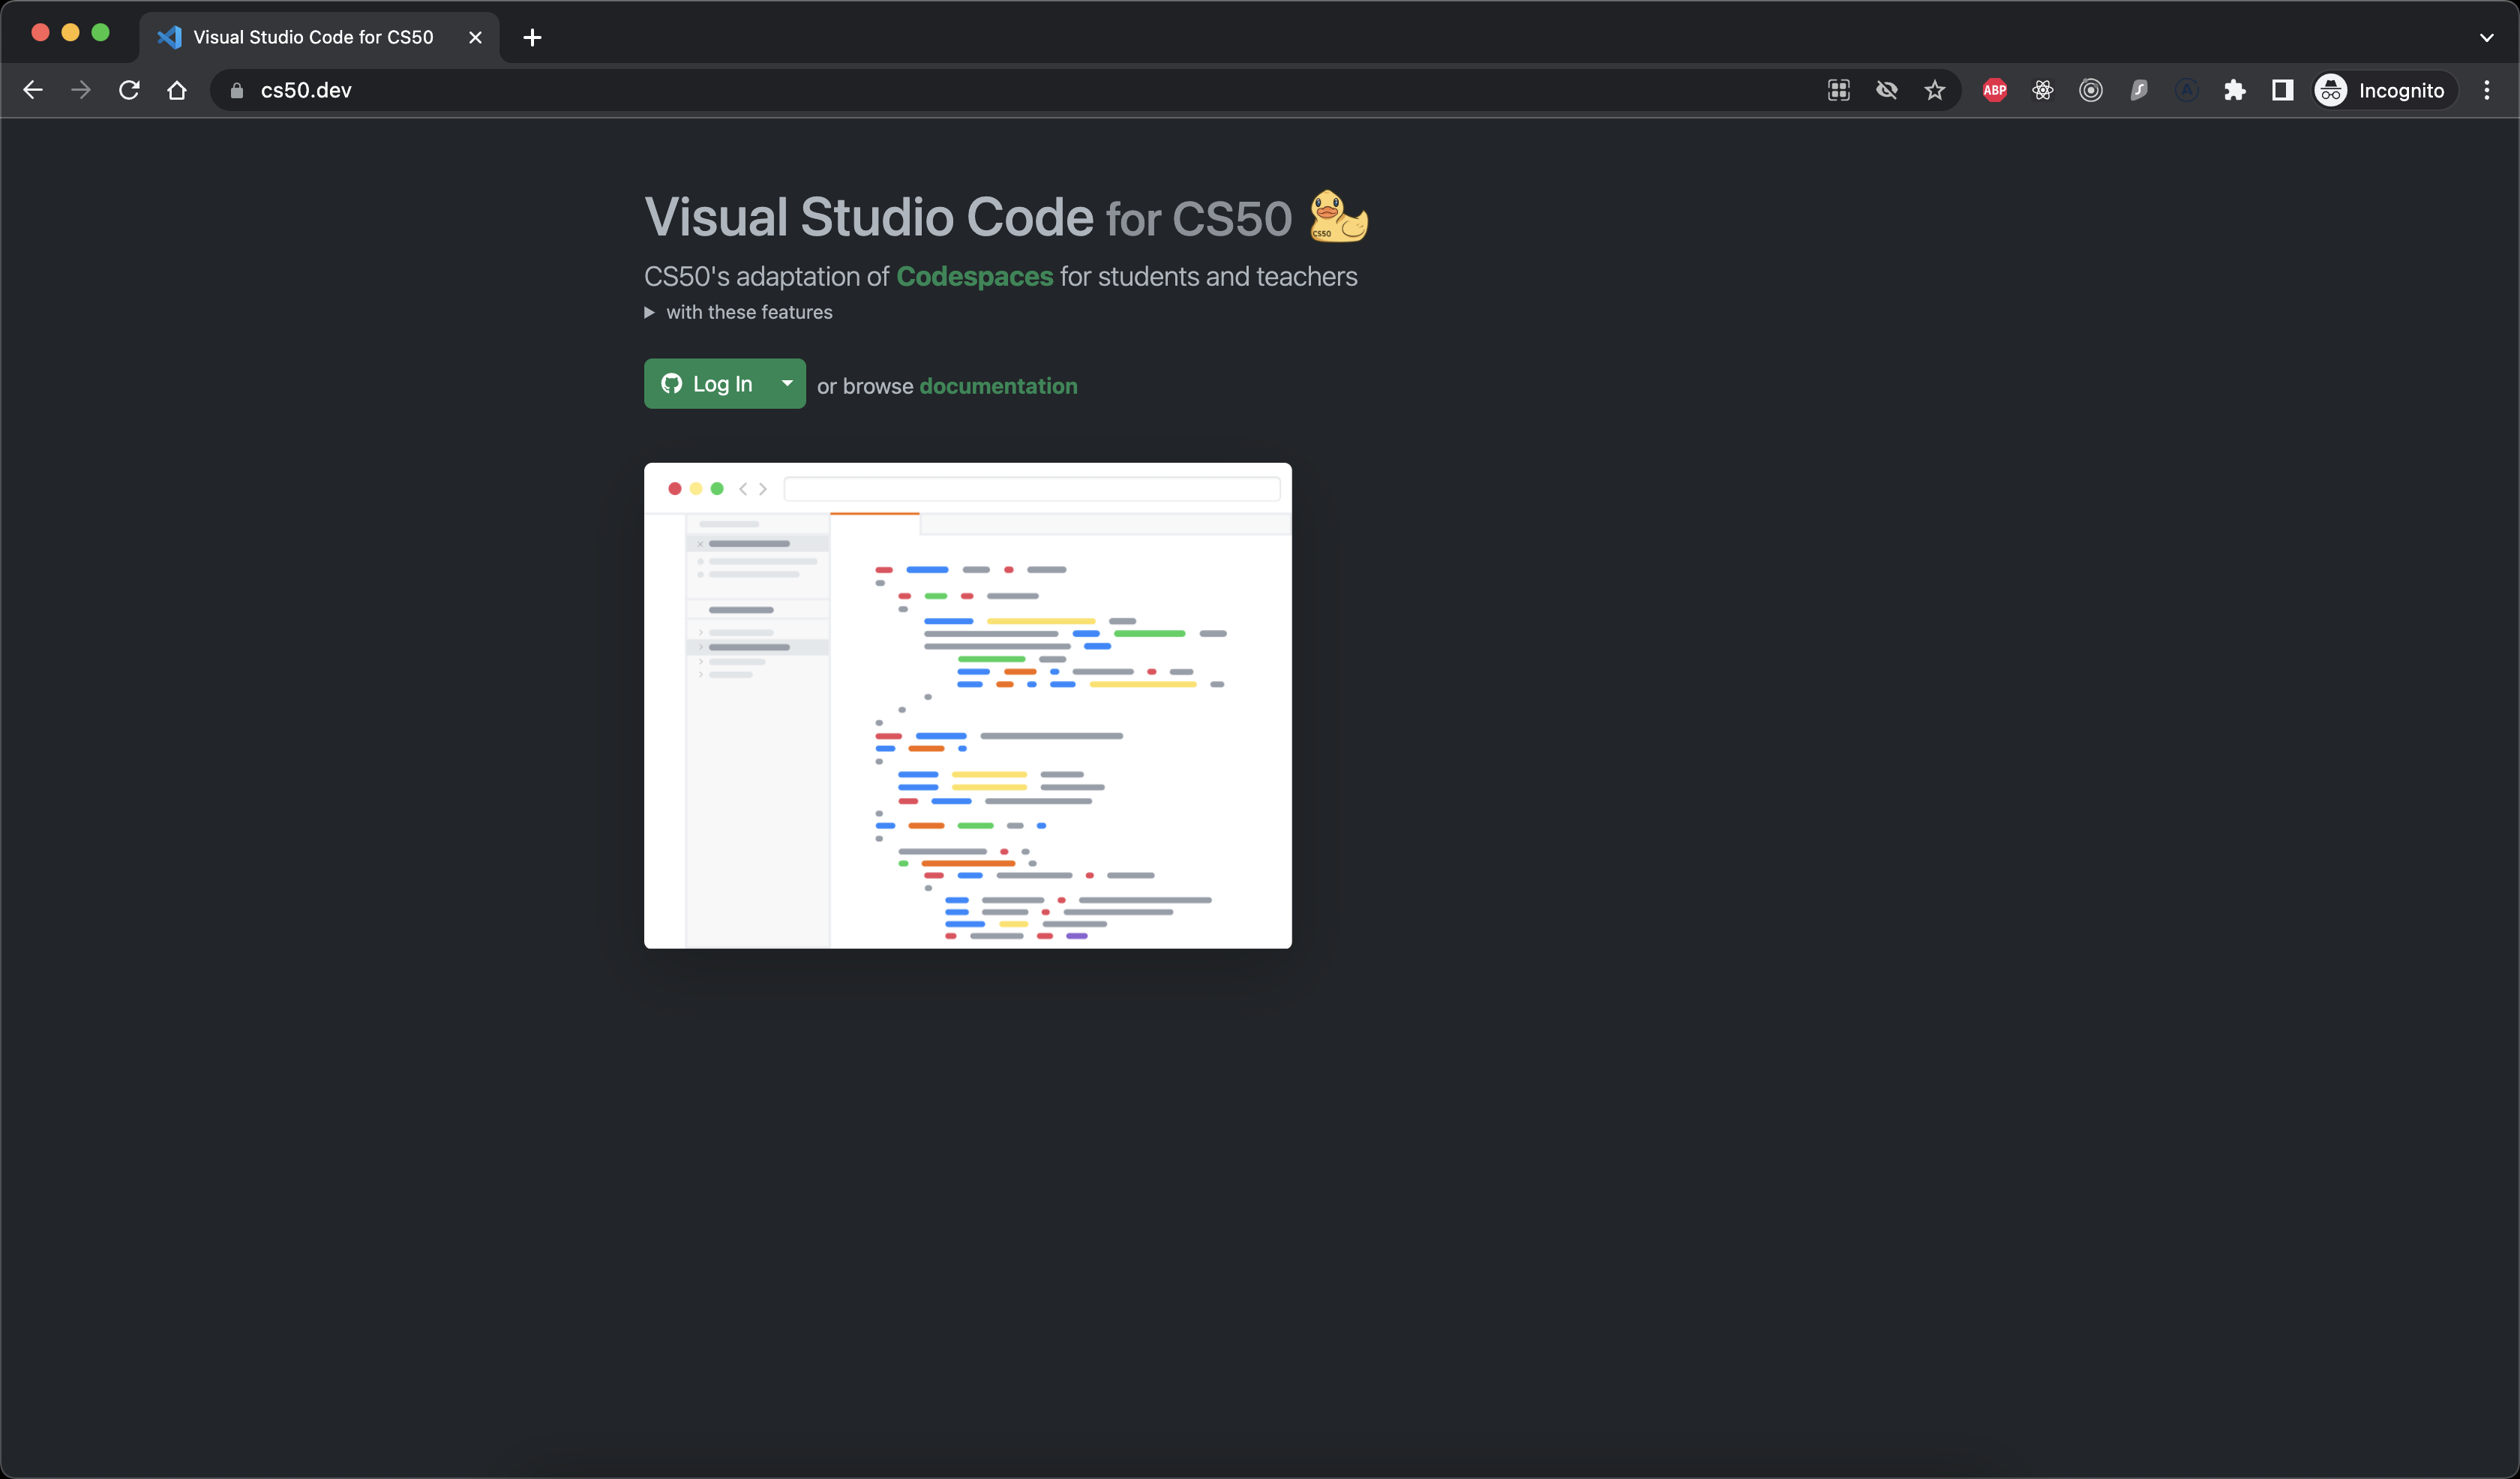 Visual Studio Code for CS50
cs50.dev
ABP
Incognito
Visual Studio Code for CS50
CS50
CS50's adaptation of Codespaces for students and teachers
with these features
Log In
or browse documentation